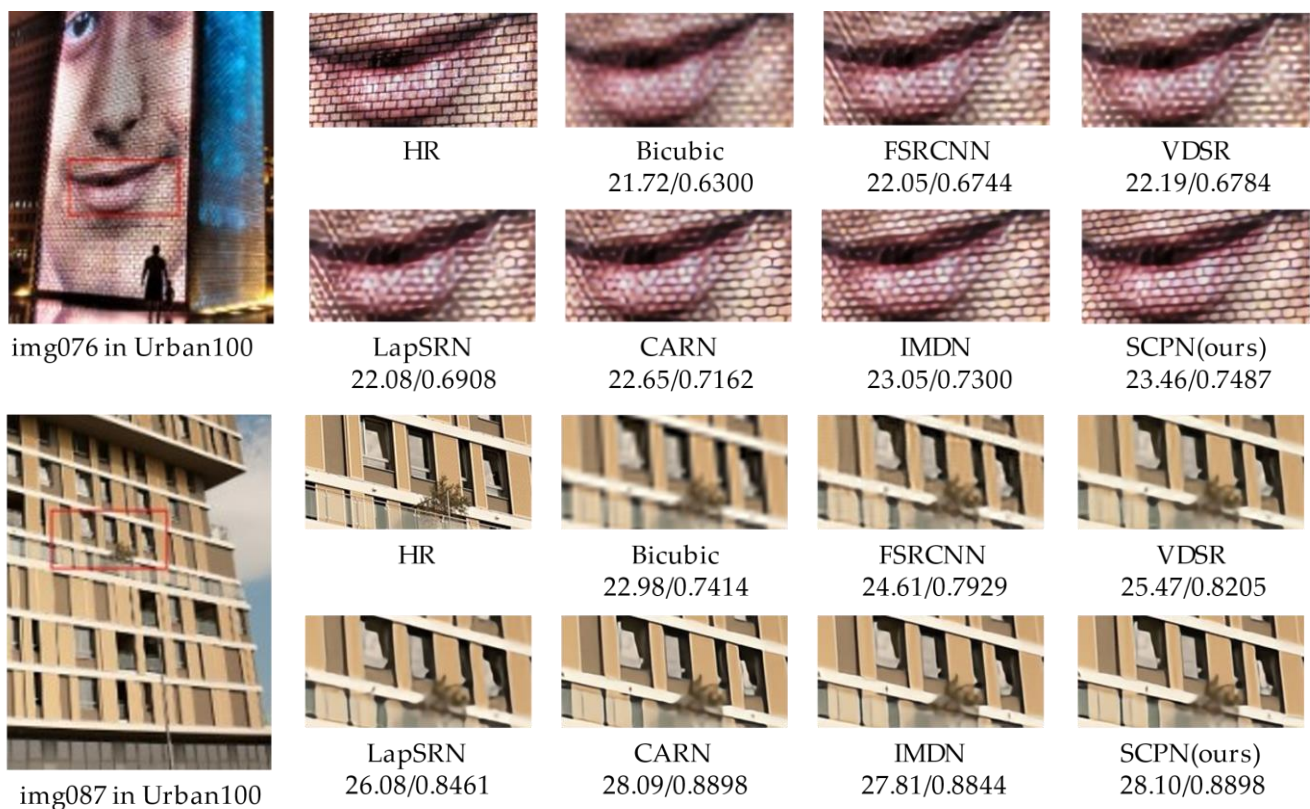 HR
Bicubic
21.72/0.6300
FSRCNN
22.05/0.6744
VDSR
22.19/0.6784
img076 in Urban100
LapSRN
22.08/0.6908
CARN
22.65/0.7162
IMDN
23.05/0.7300
SCPN(ours)
23.46/0.7487
HR
Bicubic
22.98/0.7414
FSRCNN
24.61/0.7929
VDSR
25.47/0.8205
img087 in Urban100
LapSRN
26.08/0.8461
CARN
28.09/0.8898
IMDN
27.81/0.8844
SCPN(ours)
28.10/0.8898